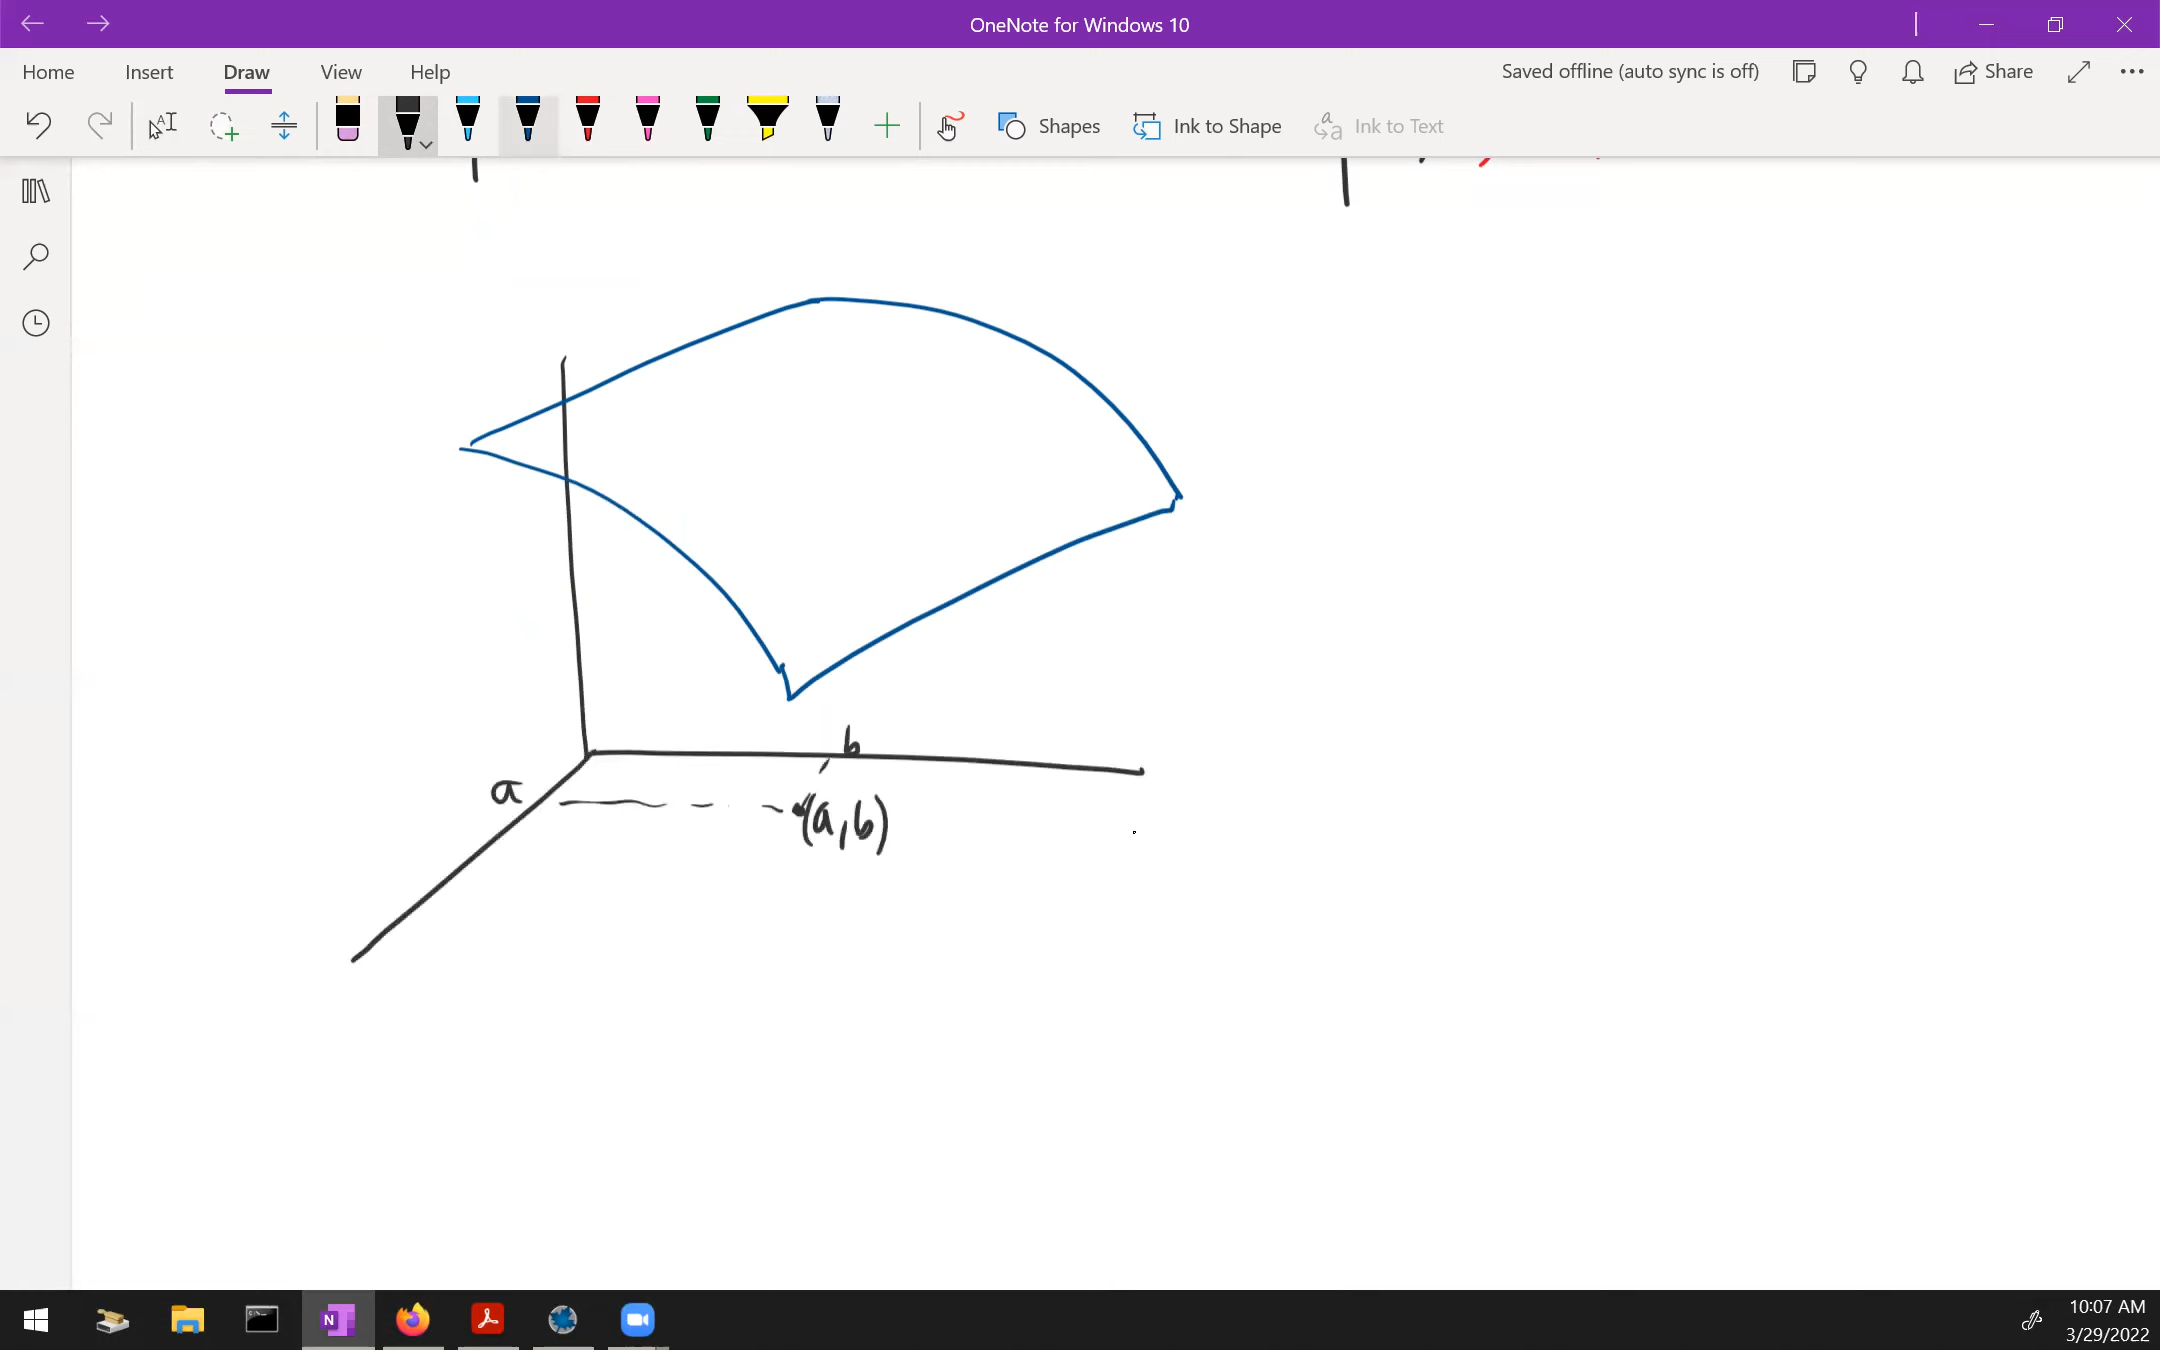 OneNote for Windows 10
Home Insert Draw View Help
Saved offline (auto sync is off) Share
Shapes Ink to Shape Ink to Text
b
a
(a,b)
10:07 AM
3/29/2022